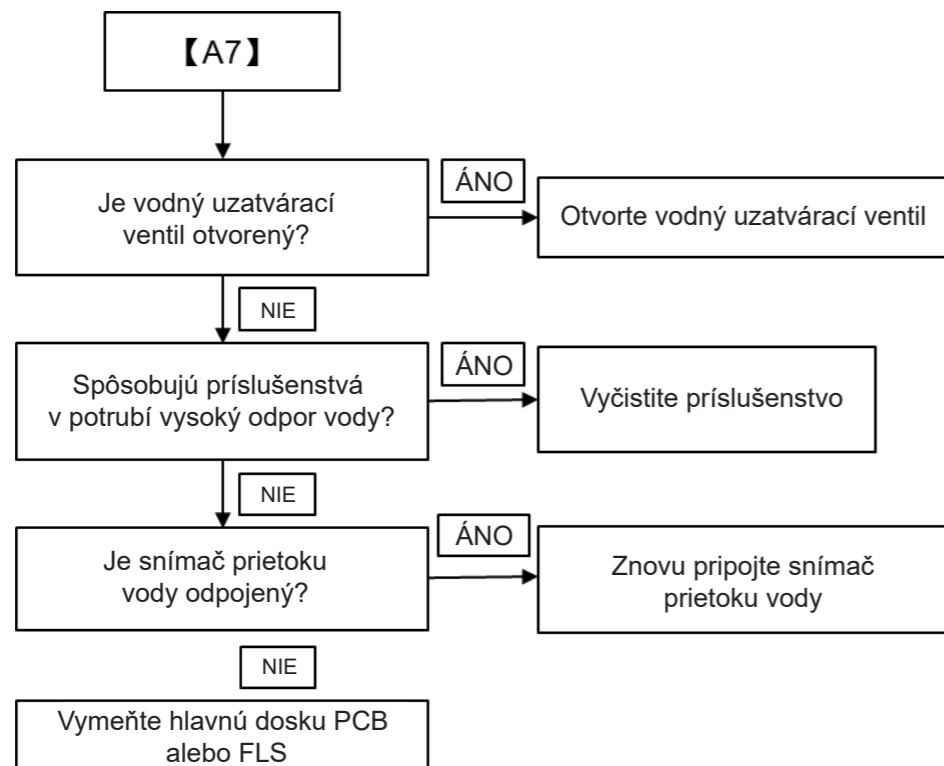 【A7】
Je vodný uzatvárací
ventil otvorený?
ÁNO
Otvorte vodný uzatvárací ventil
NIE
Spôsobujú príslušenstvá
v potrubí vysoký odpor vody?
ÁNO
Vyčistite príslušenstvo
NIE
Je snímač prietoku
vody odpojený?
ÁNO
Znovu pripojte snímač
prietoku vody
NIE
Vymeňte hlavnú dosku PCB
alebo FLS